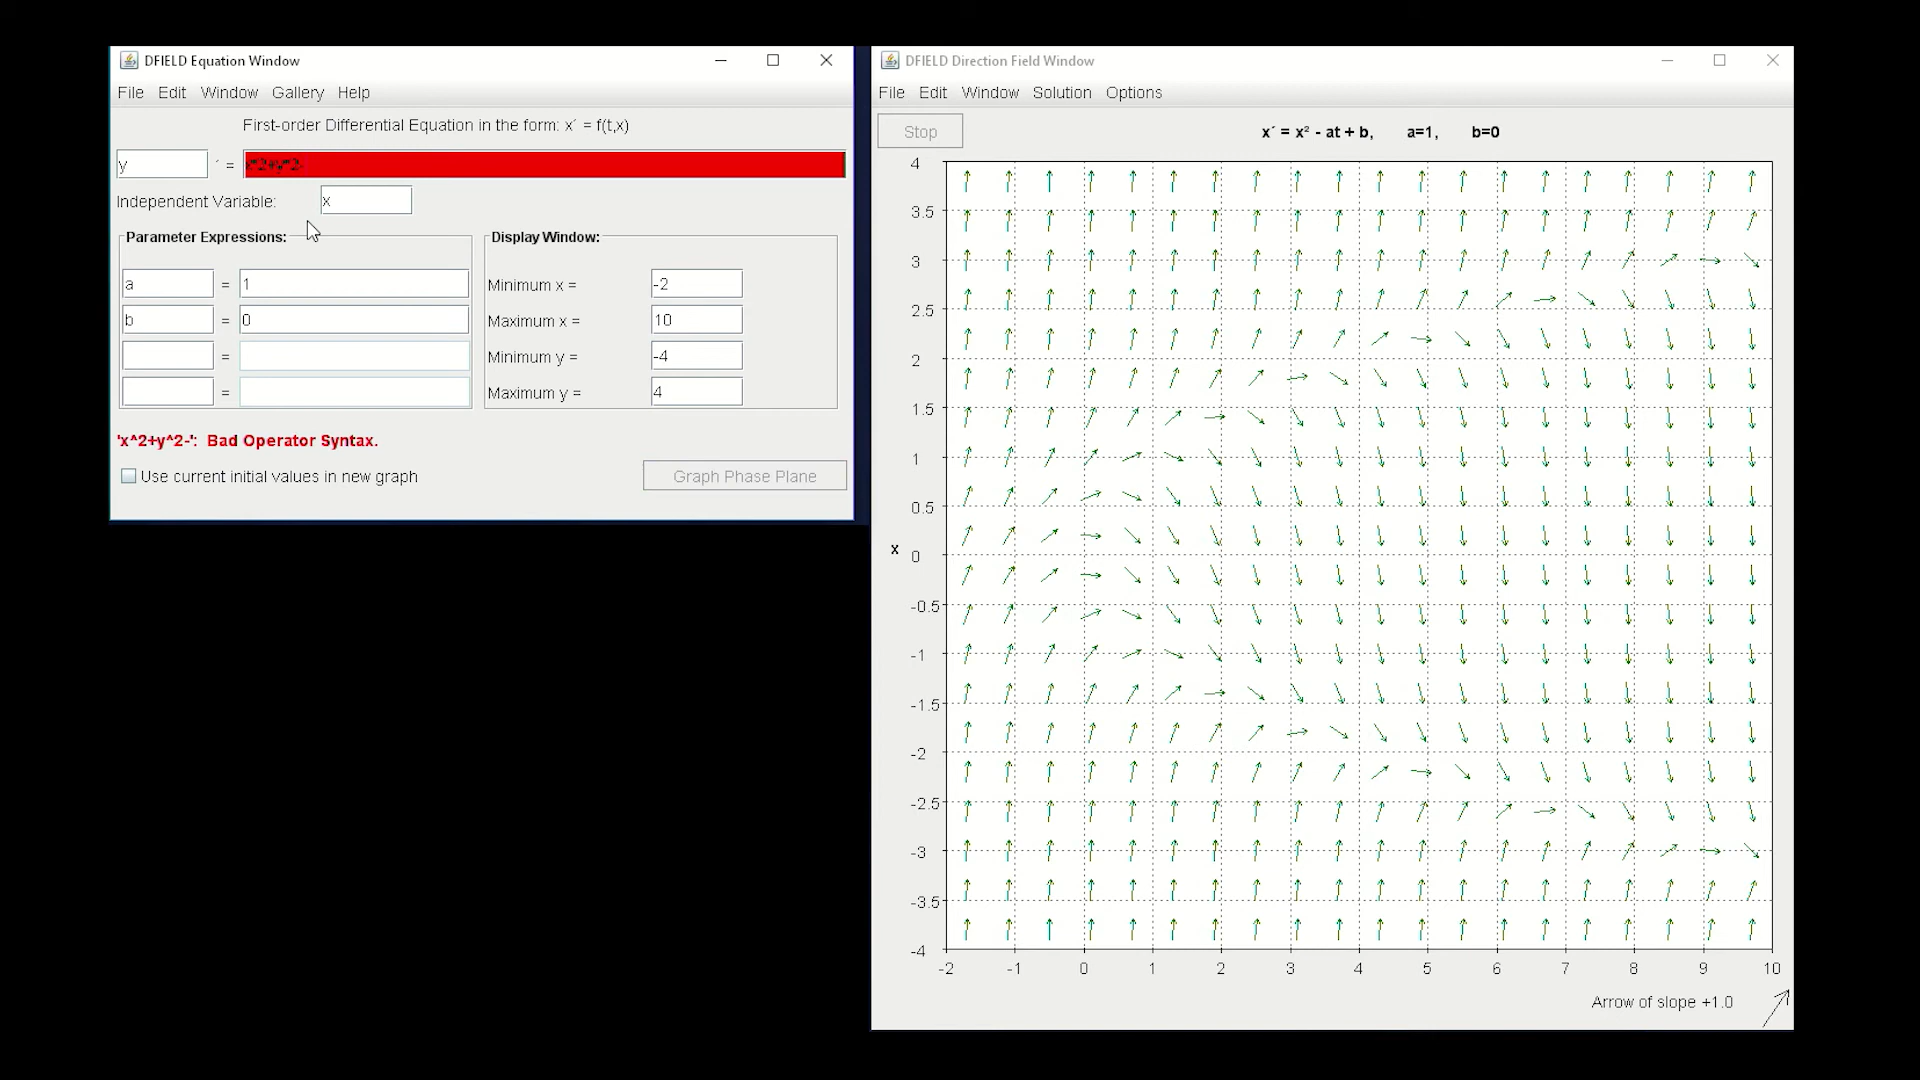 DFIELD Equation Window
File Edit Window Gallery Help
First-order Differential Equation in the form: x´ = f(t,x)
y ´ = x^2+y^2-
Independent Variable: x
Parameter Expressions:
a = 1
b = 0
=
=
Display Window:
Minimum x = -2
Maximum x = 10
Minimum y = -4
Maximum y = 4
'x^2+y^2-': Bad Operator Syntax.
Use current initial values in new graph
Graph Phase Plane
DFIELD Direction Field Window
File Edit Window Solution Options
Stop
x´ = x² - at + b, a=1, b=0
4
3.5
3
2.5
2
1.5
1
0.5
x
0
-0.5
-1
-1.5
-2
-2.5
-3
-3.5
-4
-2 -1 0 1 2 3 4 5 6 7 8 9 10
Arrow of slope +1.0